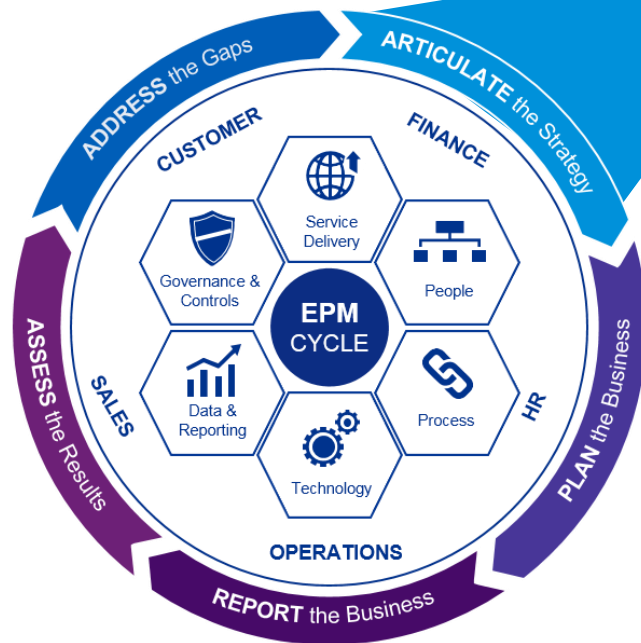 ADDRESS the Gaps
ARTICULATE the Strategy
CUSTOMER
FINANCE
Service
Delivery
Governance &
Controls
People
EPM
CYCLE
ASSESS the Results
SALES
Data &
Reporting
Process
HR
PLAN the Business
Technology
OPERATIONS
REPORT the Business